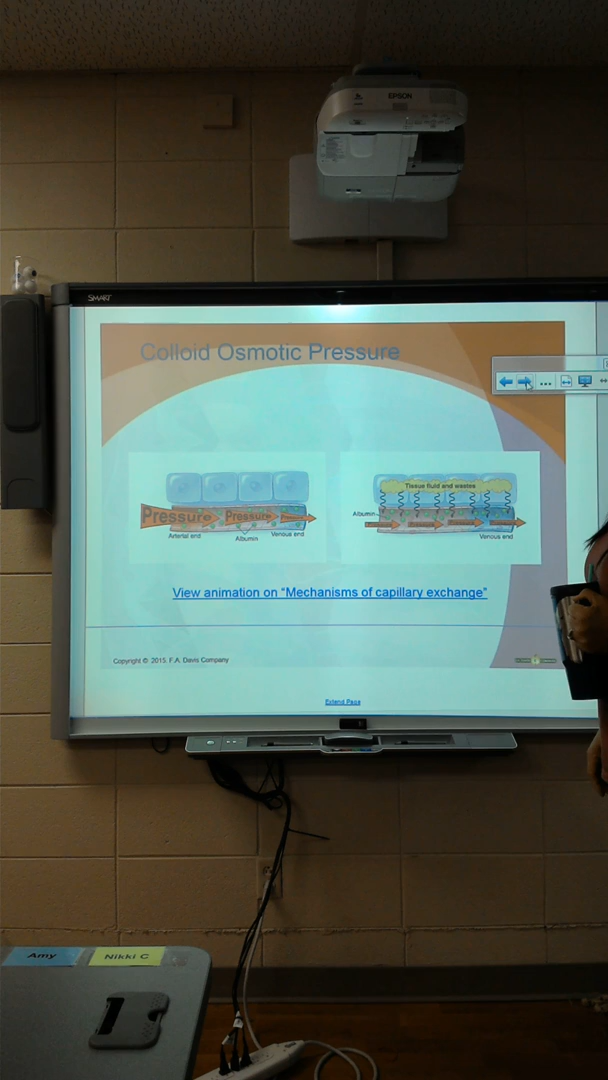 EPSON
SMART
Colloid Osmotic Pressure
Pressure
Pressure
Arterial end
Albumin
Venous end
Tissue fluid and wastes
Albumin
Venous end
View animation on "Mechanisms of capillary exchange"
Copyright © 2015. F.A. Davis Company
Extend Page
Amy
Nikki C